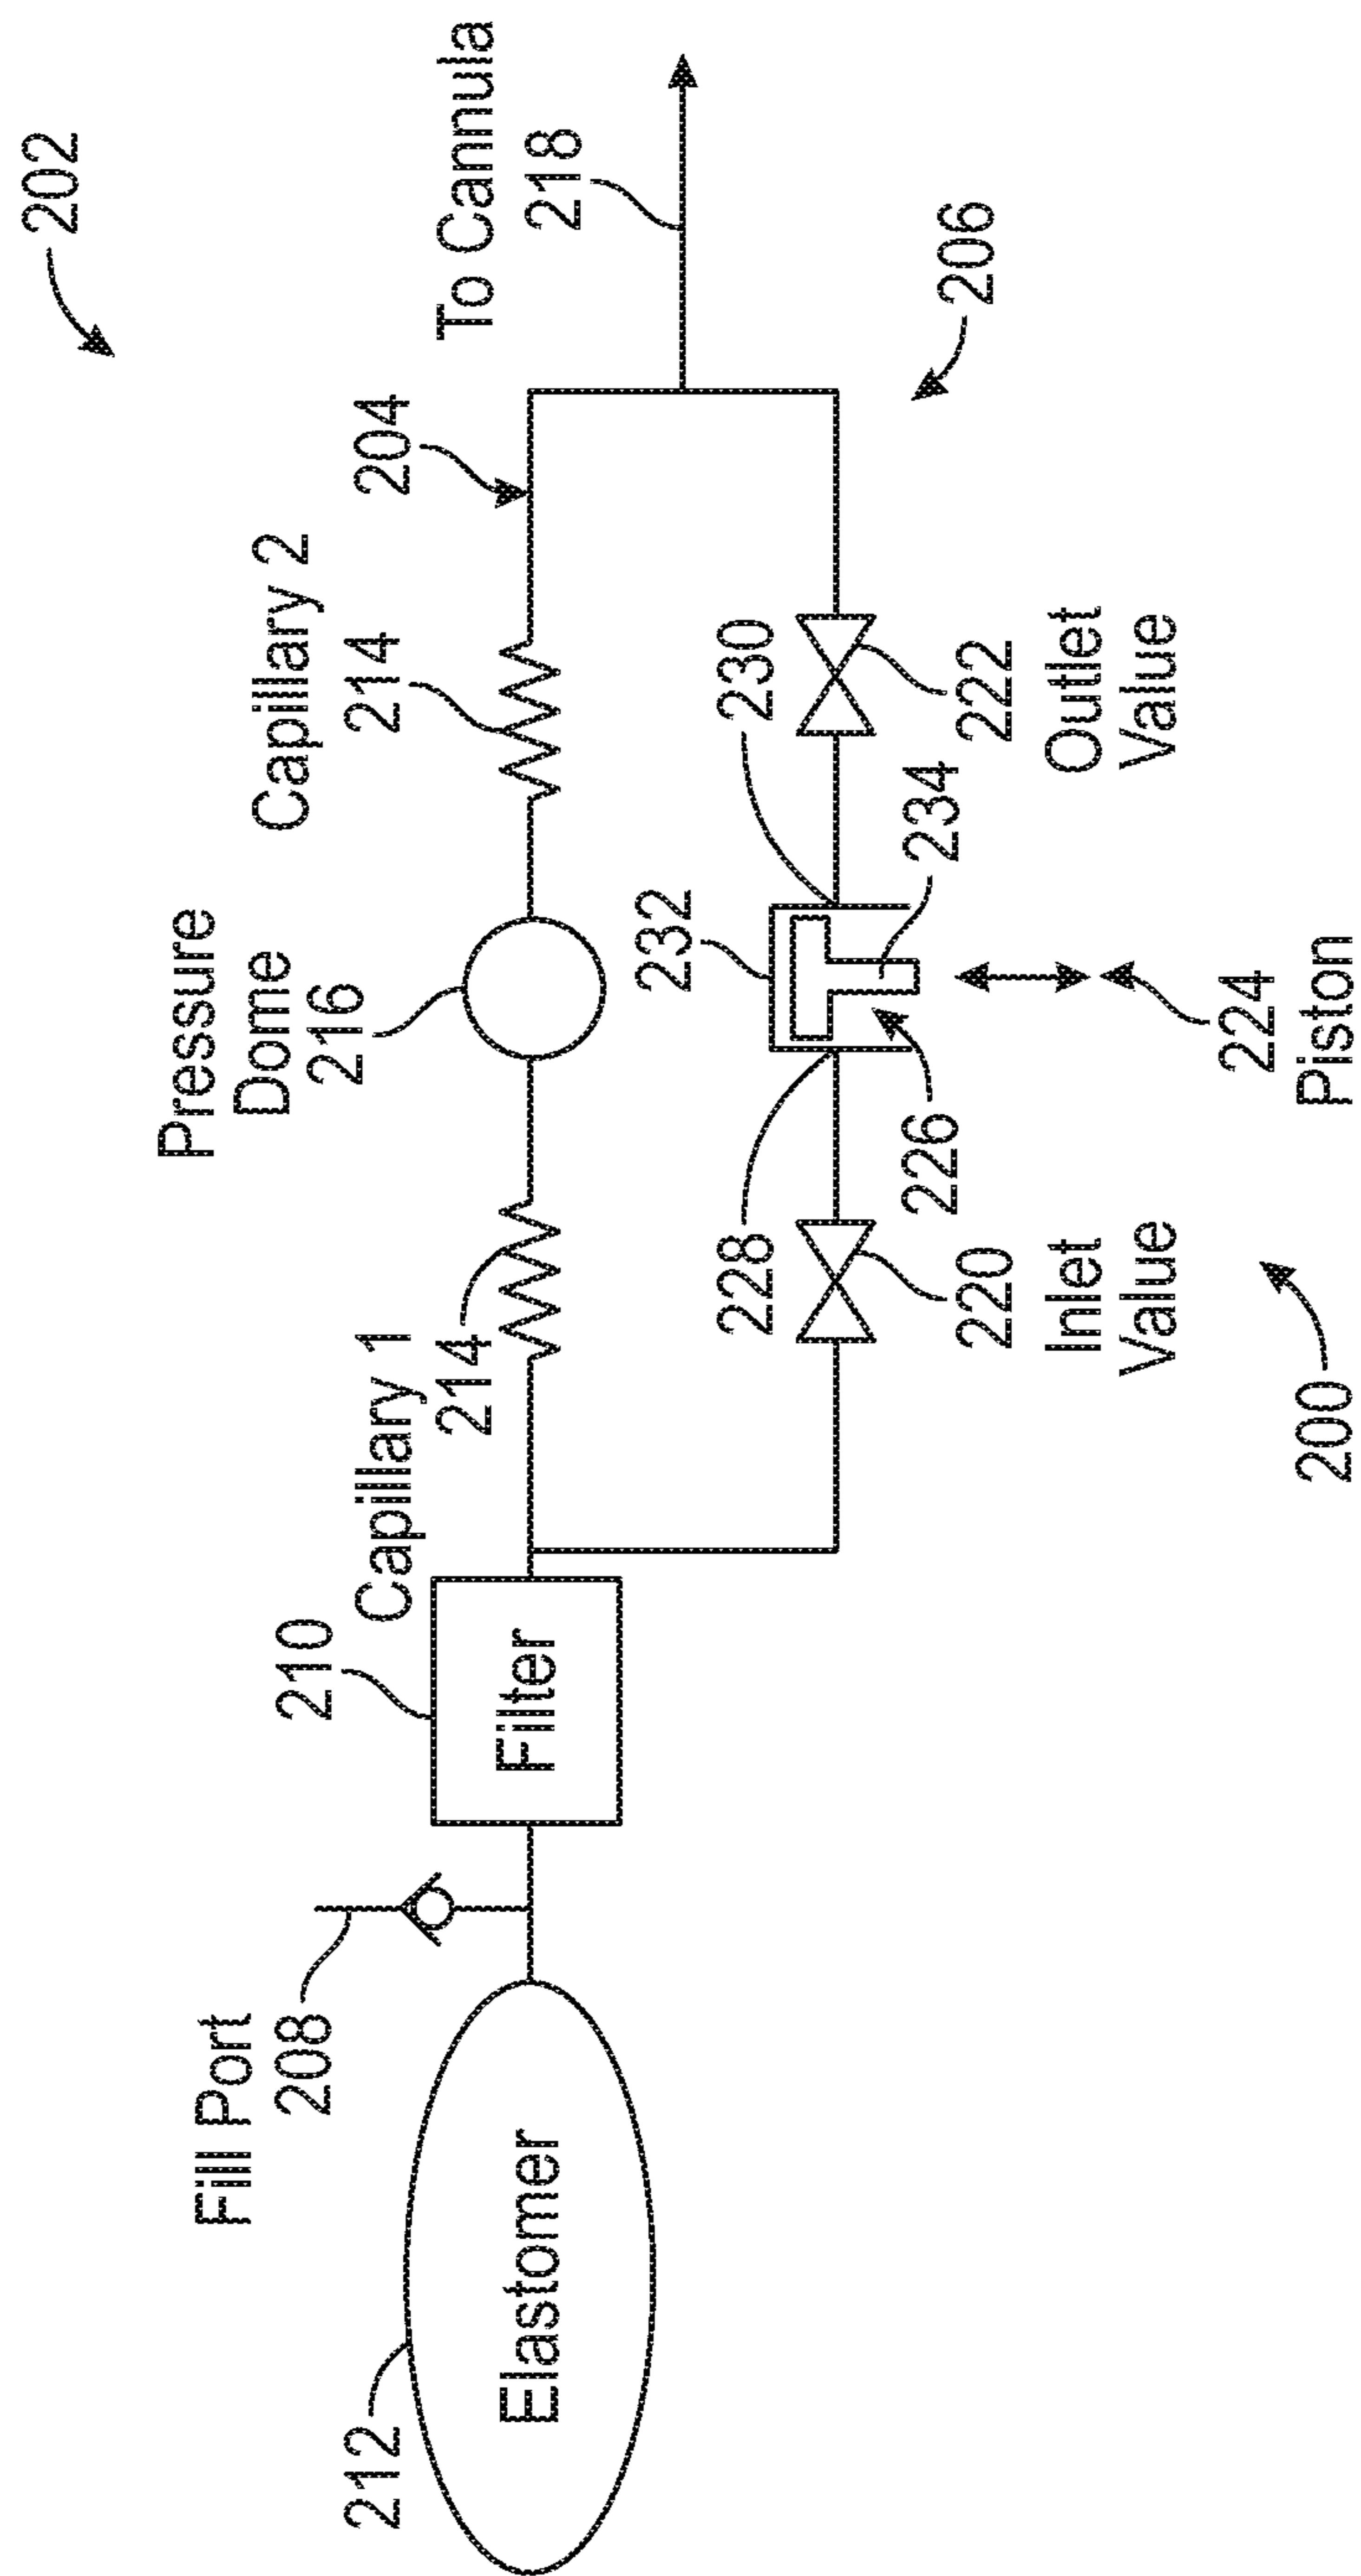 202
To Cannula
218
204
206
Capillary 2
214
230
222
Outlet
Value
Pressure
Dome
216
232
234
224
Piston
226
228
220
Inlet
Value
200
Capillary 1
214
210
Filter
Fill Port
208
212
Elastomer